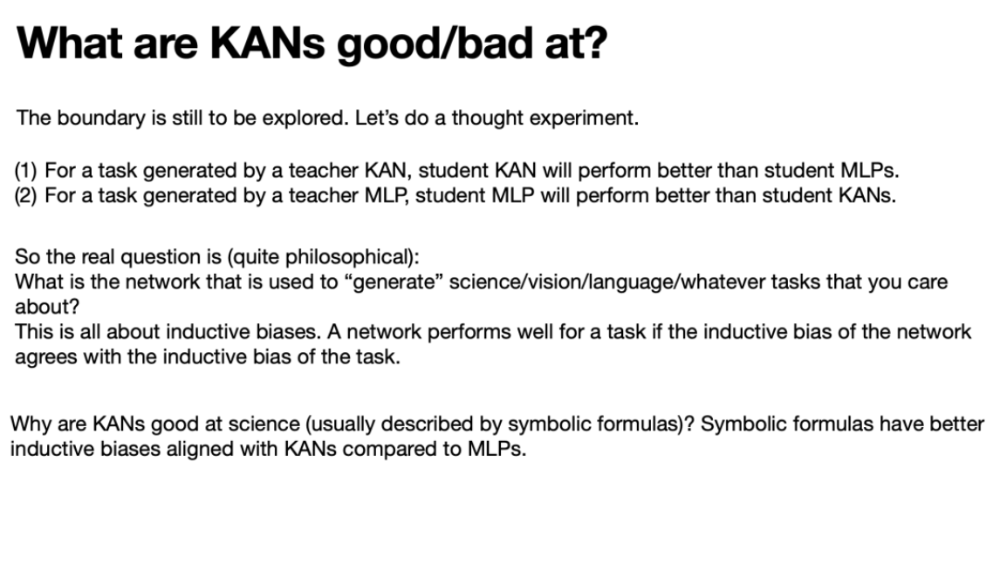 What are KANs good/bad at?
The boundary is still to be explored. Let’s do a thought experiment.
(1) For a task generated by a teacher KAN, student KAN will perform better than student MLPs.
(2) For a task generated by a teacher MLP, student MLP will perform better than student KANs.
So the real question is (quite philosophical):
What is the network that is used to “generate” science/vision/language/whatever tasks that you care
about?
This is all about inductive biases. A network performs well for a task if the inductive bias of the network
agrees with the inductive bias of the task.
Why are KANs good at science (usually described by symbolic formulas)? Symbolic formulas have better
inductive biases aligned with KANs compared to MLPs.